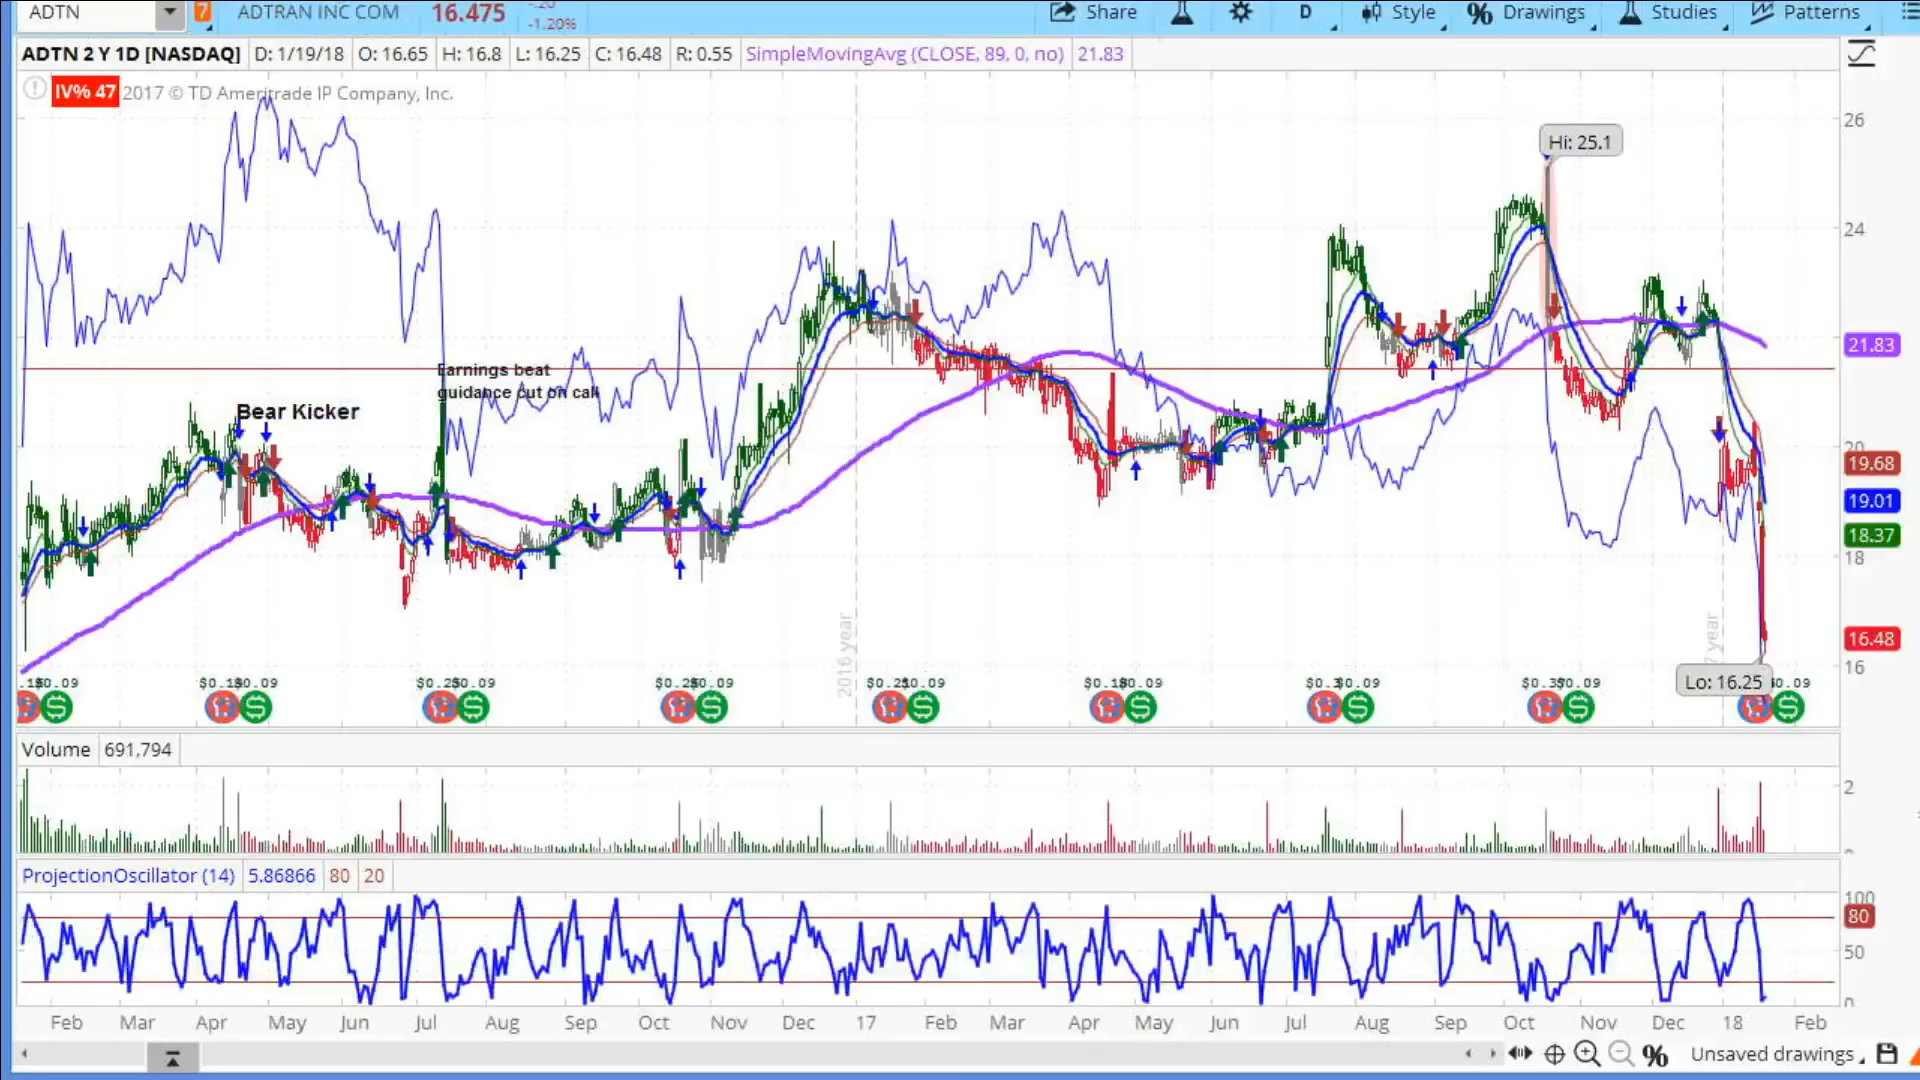 ADTN 7 ADTRAN INC COM 16.475 -.20 -1.20% Share D Style Drawings Studies Patterns
ADTN 2 Y 1D [NASDAQ] D: 1/19/18 O: 16.65 H: 16.8 L: 16.25 C: 16.48 R: 0.55 SimpleMovingAvg (CLOSE, 89, 0, no) 21.83
IV% 47 2017 © TD Ameritrade IP Company, Inc.
26
Hi: 25.1
24
21.83
Earnings beat
guidance cut on call
Bear Kicker
20
19.68
19.01
18.37
18
2016 year
16.48
16
Lo: 16.25
Volume 691,794
2
ProjectionOscillator (14) 5.86866 80 20
100
80
50
0
Feb Mar Apr May Jun Jul Aug Sep Oct Nov Dec 17 Feb Mar Apr May Jun Jul Aug Sep Oct Nov Dec 18 Feb
Unsaved drawings